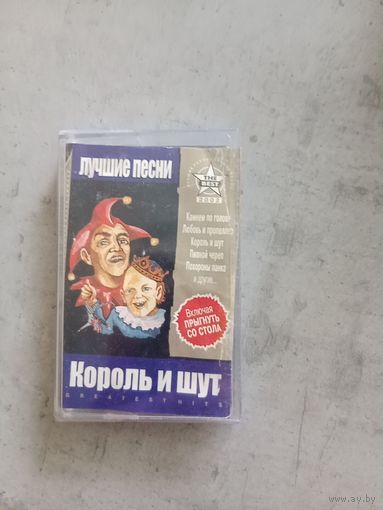 лучшие песни
THE
BEST
2002
Камнем по голове
Любовь и пропеллер
Король и шут
Пивной череп
Похороны панка
и другие...
Включая
ПРЫГНУТЬ
СО СТОЛА
Король и шут
GREATEST HITS
www.ay.by